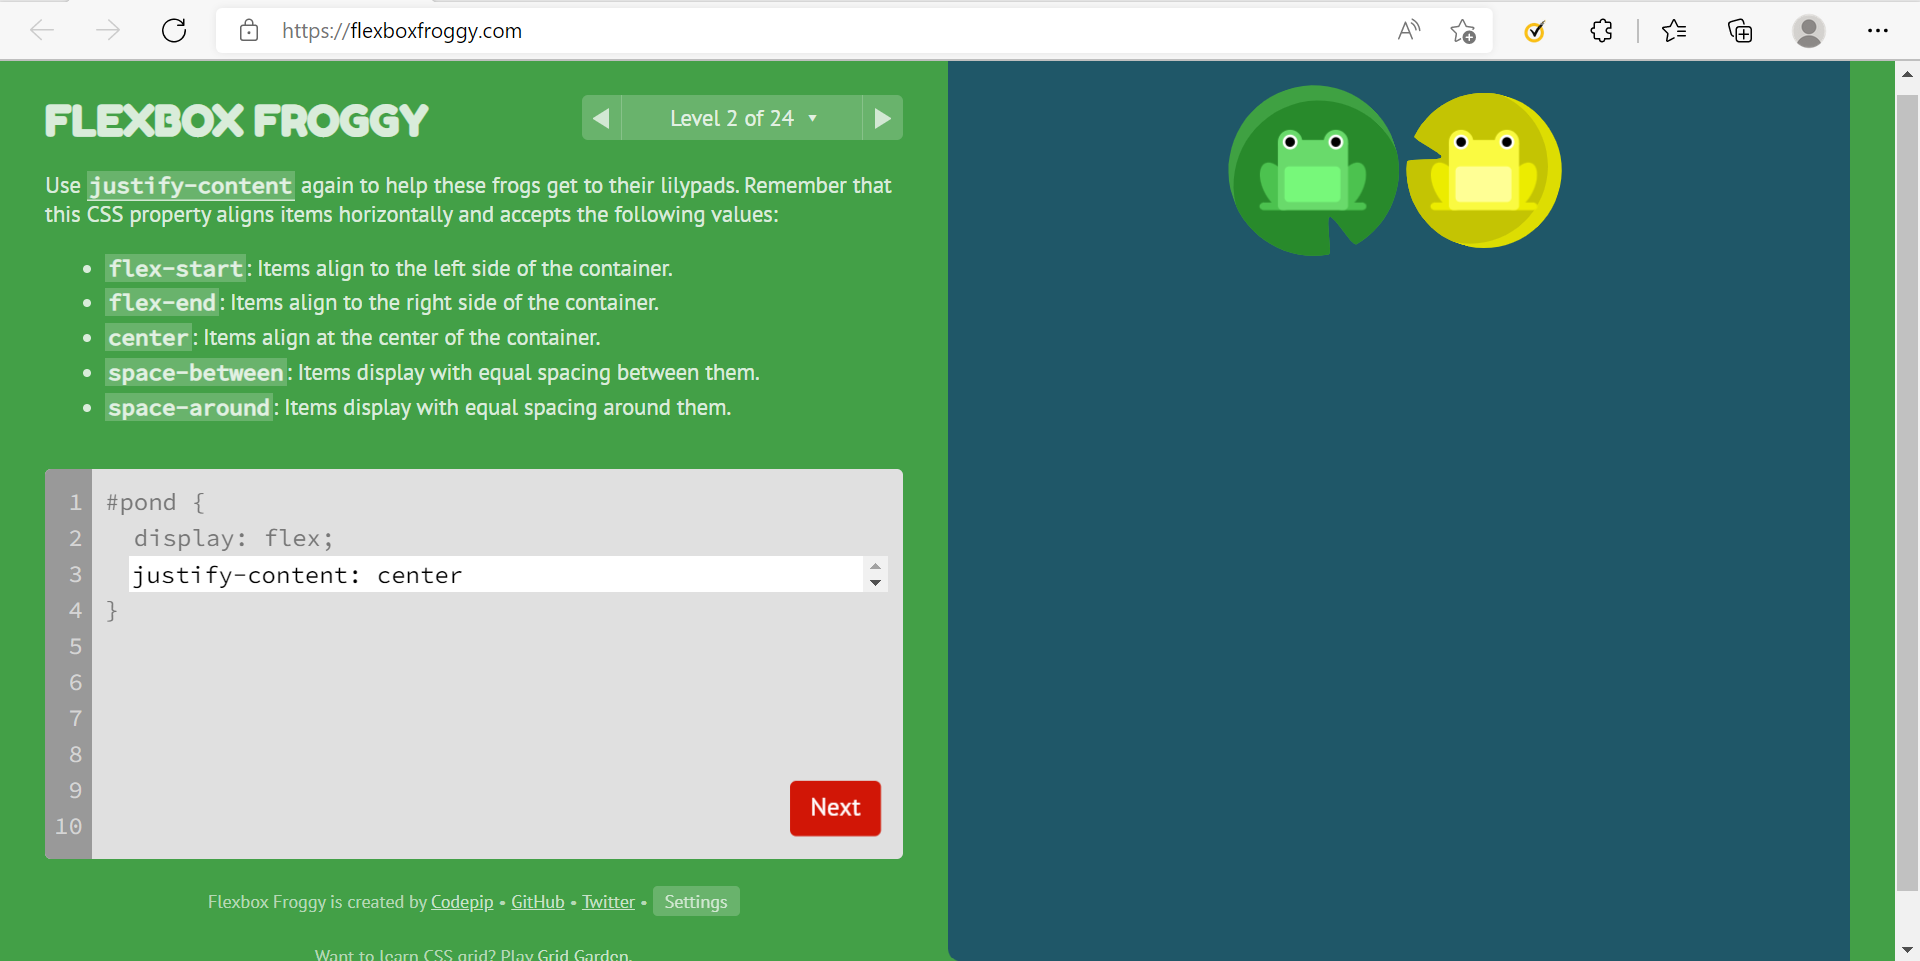 https://flexboxfroggy.com
FLEXBOX FROGGY
Level 2 of 24
Use justify-content again to help these frogs get to their lilypads. Remember that
this CSS property aligns items horizontally and accepts the following values:
flex-start: Items align to the left side of the container.
flex-end: Items align to the right side of the container.
center: Items align at the center of the container.
space-between: Items display with equal spacing between them.
space-around: Items display with equal spacing around them.
1 #pond {
2 display: flex;
3 justify-content: center
4 }
5
6
7
8
9
10
Next
Flexbox Froggy is created by Codepip • GitHub • Twitter • Settings
Want to learn CSS grid? Play Grid Garden.